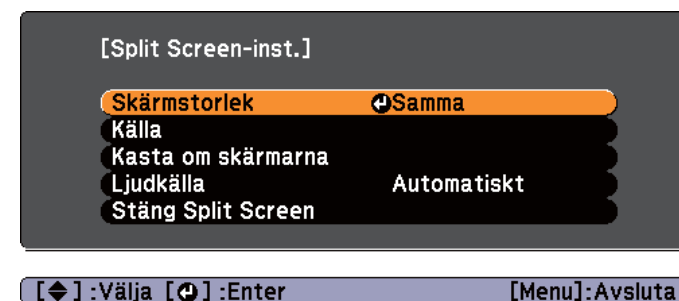 [Split Screen-inst.]
Skärmstorlek Samma
Källa
Kasta om skärmarna
Ljudkälla Automatiskt
Stäng Split Screen
[◆] :Välja [⏎] :Enter [Menu]:Avsluta